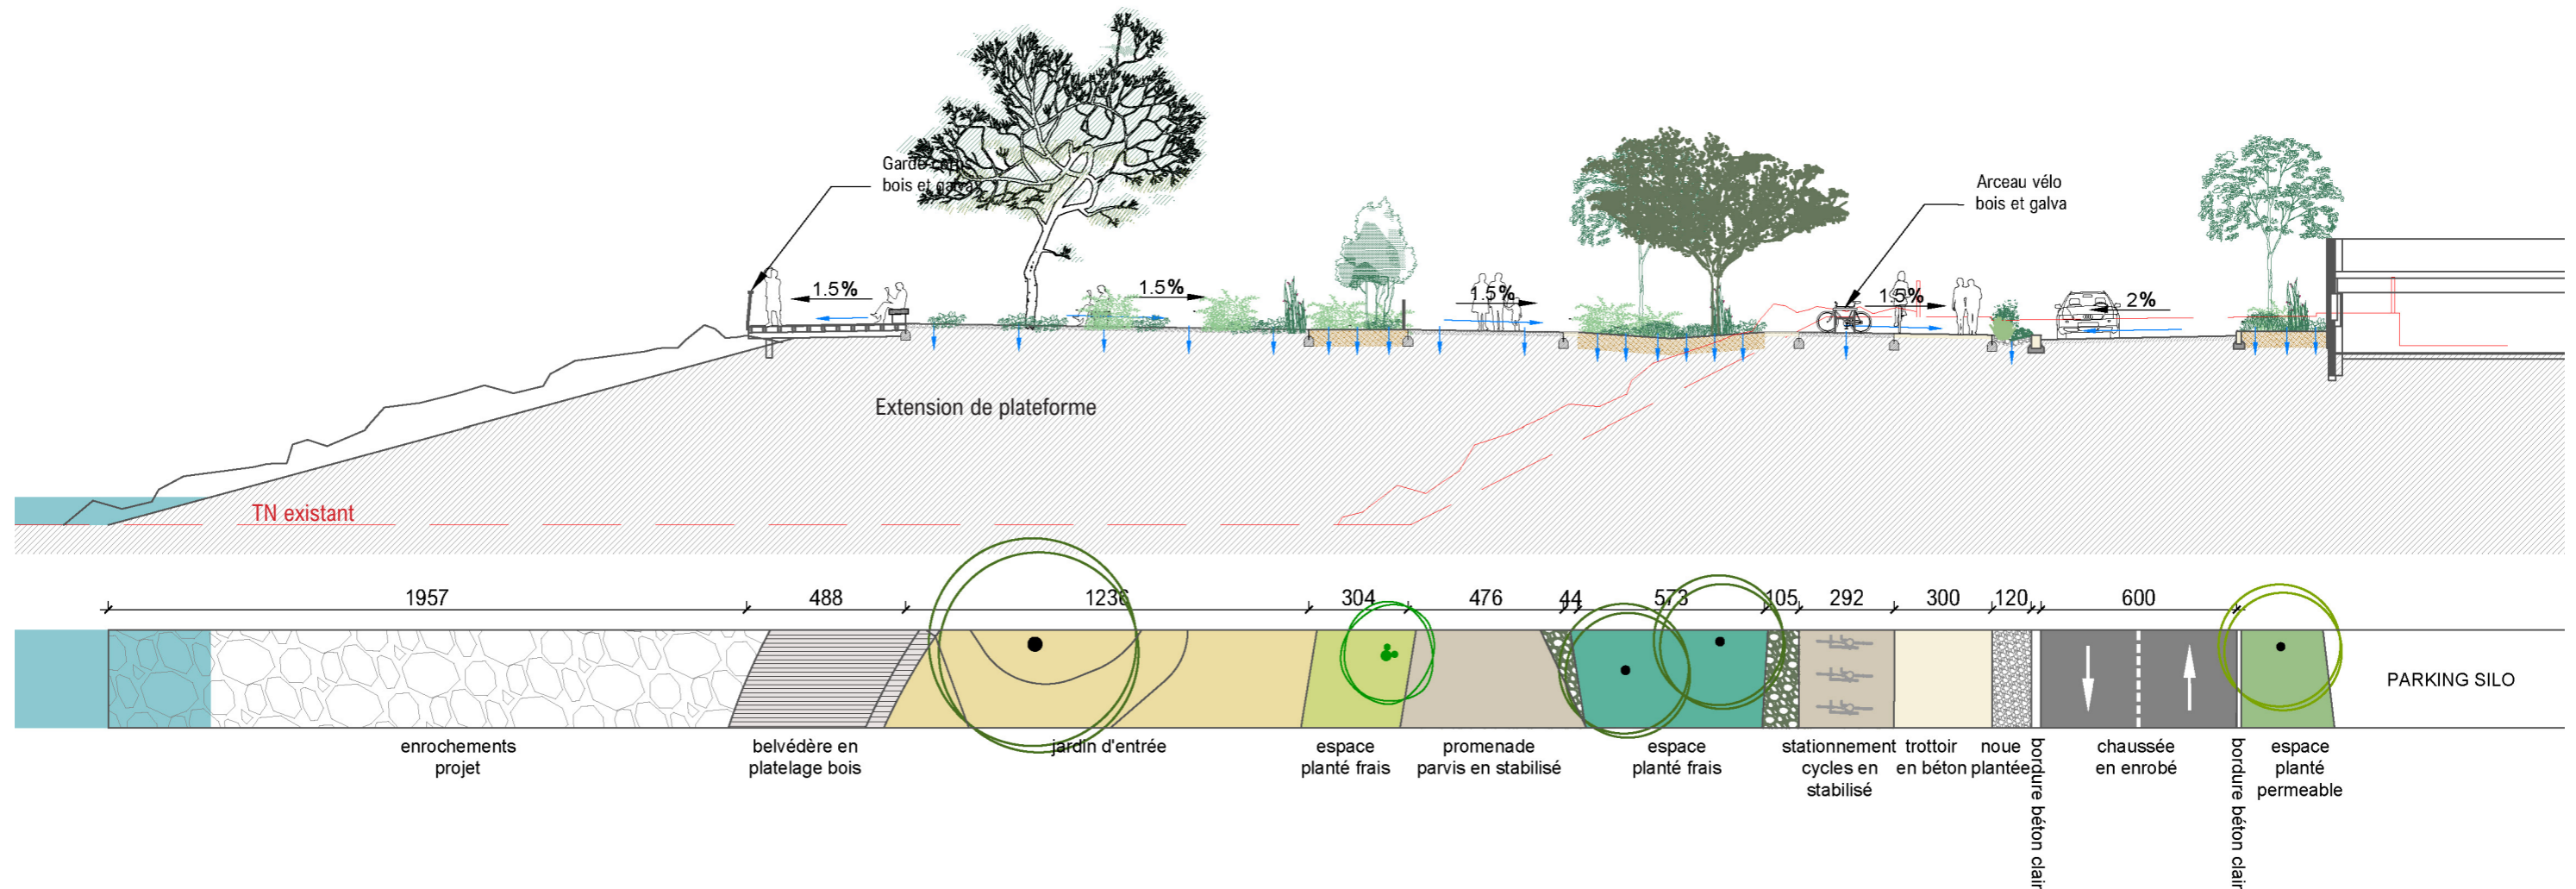 Garde-corps
bois et galva
Arceau vélo
bois et galva
1.5%
1.5%
1.5%
1.5%
2%
Extension de plateforme
TN existant
1957
488
1236
304
476
44
573
105
292
300
120
600
PARKING SILO
enrochements
projet
belvédère en
platelage bois
jardin d'entrée
espace
planté frais
promenade
parvis en stabilisé
espace
planté frais
stationnement
cycles en
stabilisé
trottoir
en béton
noue
plantée
bordure béton clair
chaussée
en enrobé
bordure béton clair
espace
planté
permeable